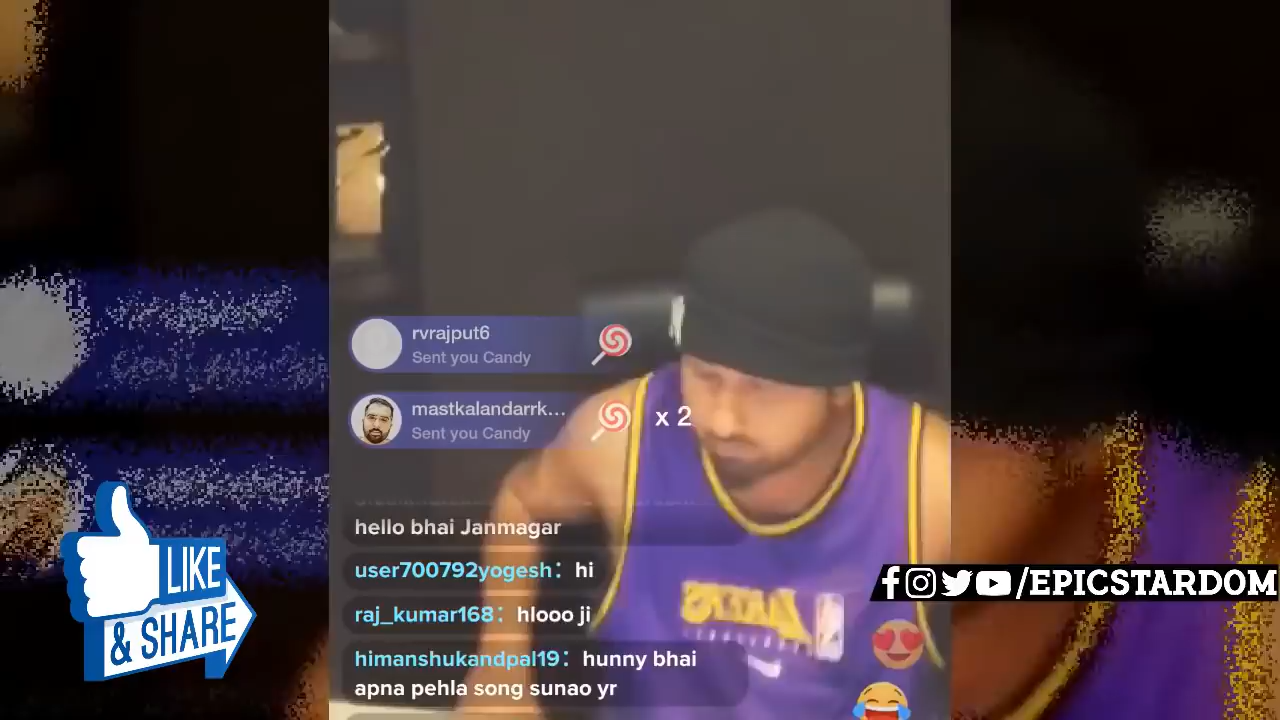 rvrajput6
Sent you Candy
mastkalandarrk...
Sent you Candy
x 2
hello bhai Janmagar
user700792yogesh: hi
raj_kumar168: hlooo ji
himanshukandpal19: hunny bhai
apna pehla song sunao yr
LIKE
& SHARE
/EPICSTARDOM